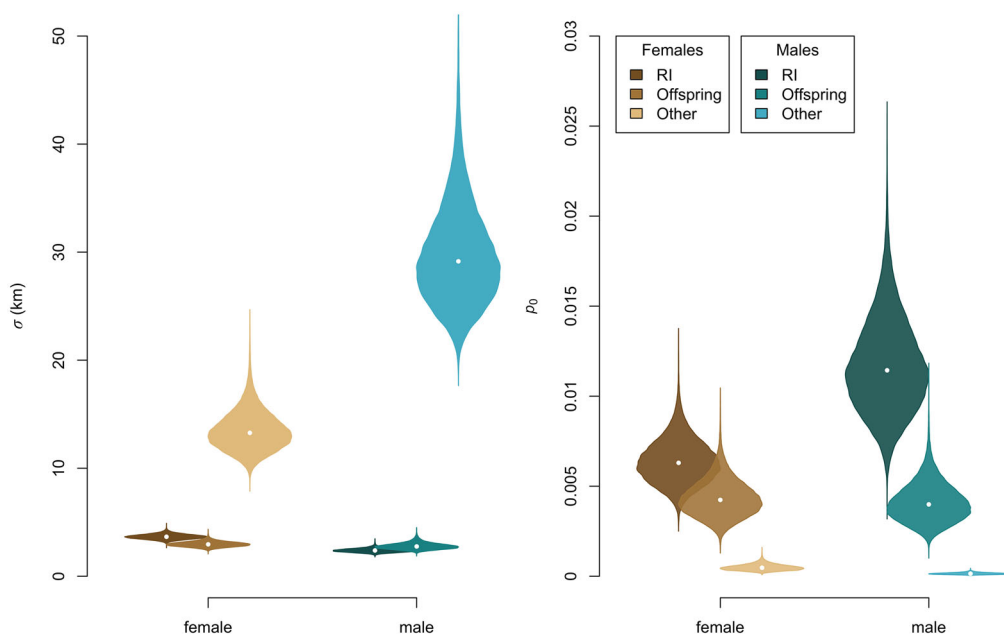 σ (km)
50
40
30
20
10
0
female male
p0
0.03
0.025
0.02
0.015
0.01
0.005
0
Females
RI
Offspring
Other
Males
RI
Offspring
Other
female male